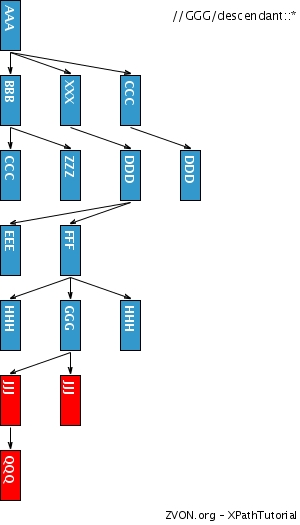 //GGG/descendant::*
AAA
BBB
XXX
CCC
CCC
ZZZ
DDD
DDD
EEE
FFF
HHH
GGG
HHH
JJJ
JJJ
QQQ
ZVON.org - XPathTutorial